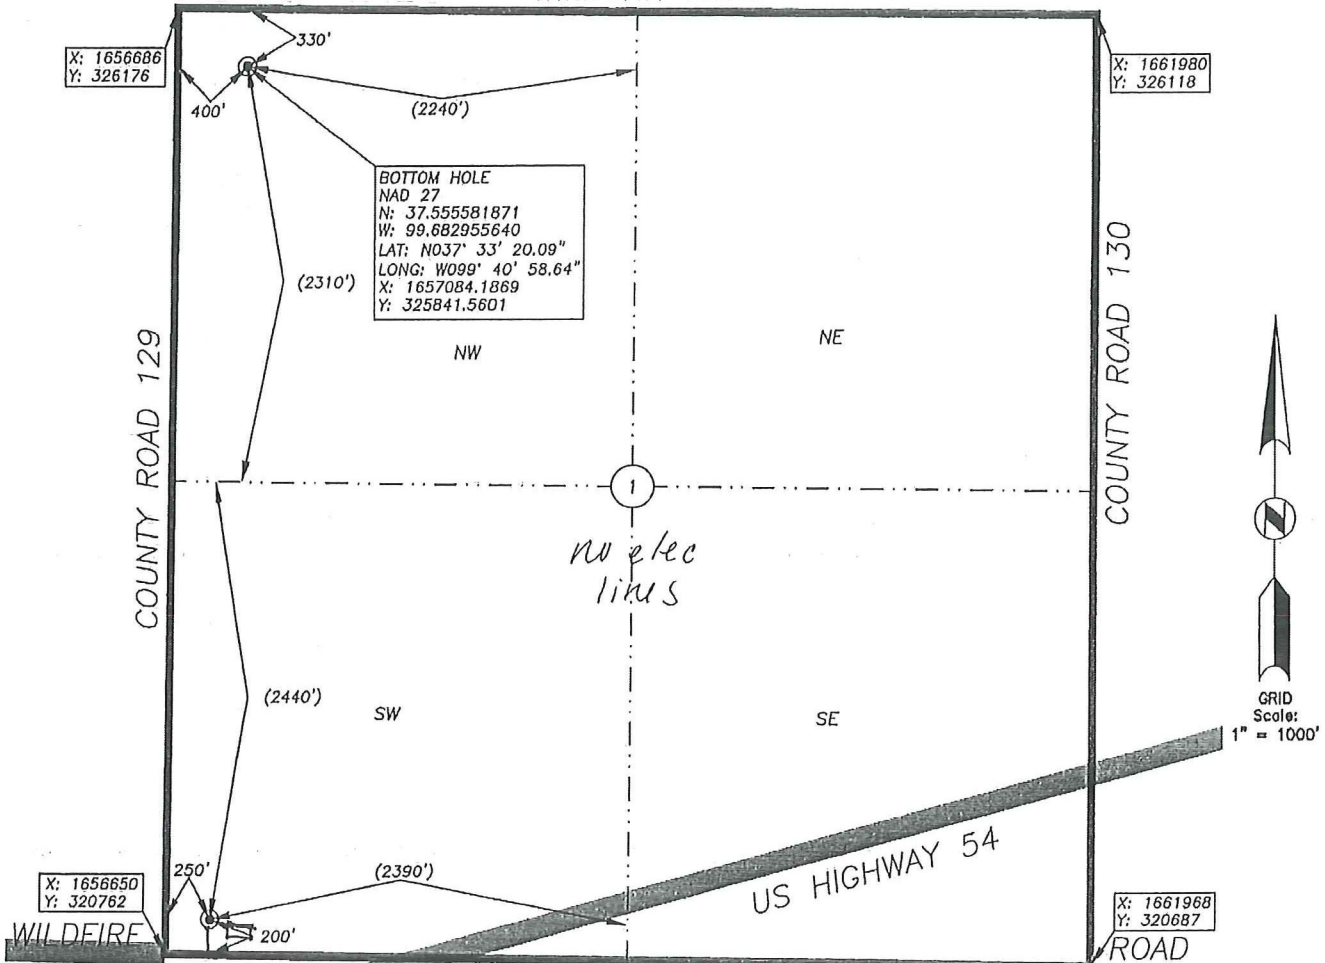 X: 1656686
Y: 326176
330'
400'
(2240')
X: 1661980
Y: 326118
BOTTOM HOLE
NAD 27
N: 37.555581871
W: 99.682955640
LAT: N037° 33' 20.09"
LONG: W099° 40' 58.64"
X: 1657084.1869
Y: 325841.5601
(2310')
NW
NE
COUNTY ROAD 129
COUNTY ROAD 130
1
no elec
lines
N
GRID
Scale:
1" = 1000'
(2440')
SW
SE
US HIGHWAY 54
250'
(2390')
X: 1656650
Y: 320762
200'
WILDFIRE
X: 1661968
Y: 320687
ROAD